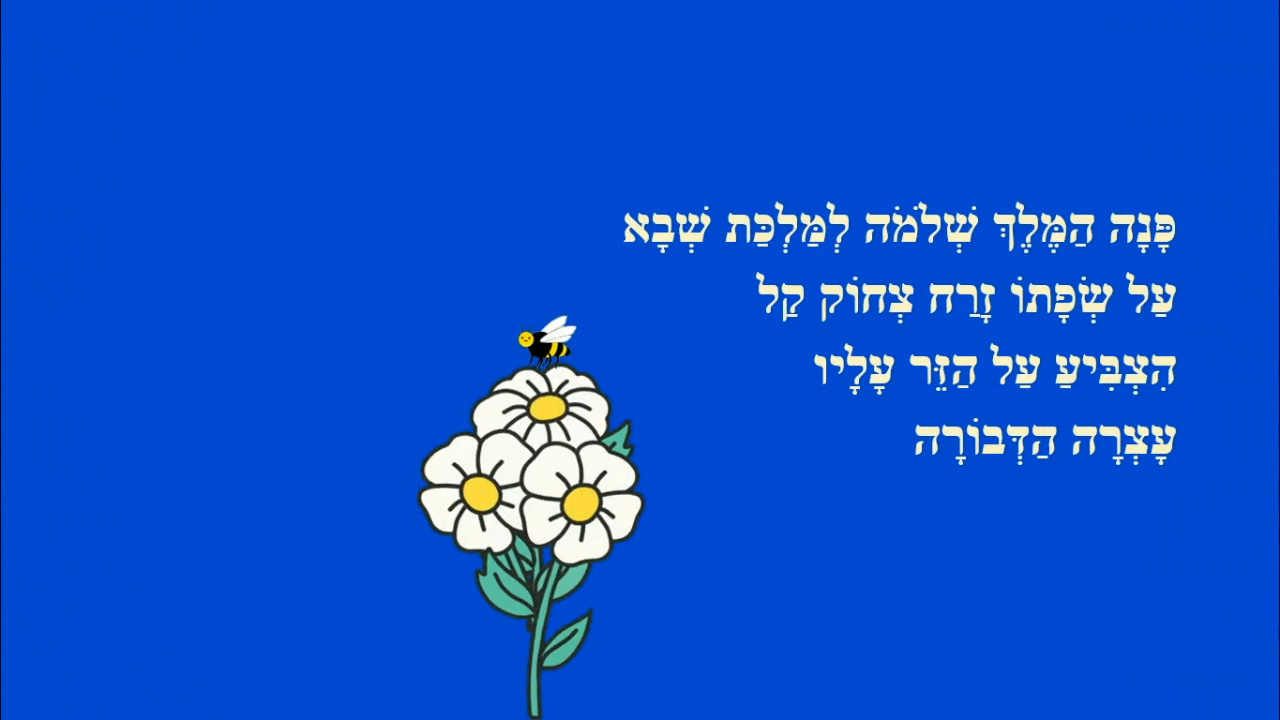 כָּנָה הַמֶּלֶךְ שְׁלֹמֹה לְמַלְכַּת שְׁבָא
עַל שְׂפָתוֹ זָרַח צְחוֹק קַל
הִצְבִּיעַ עַל הַזֵּר עָלָיו
עָצְרָה הַדְּבוֹרָה